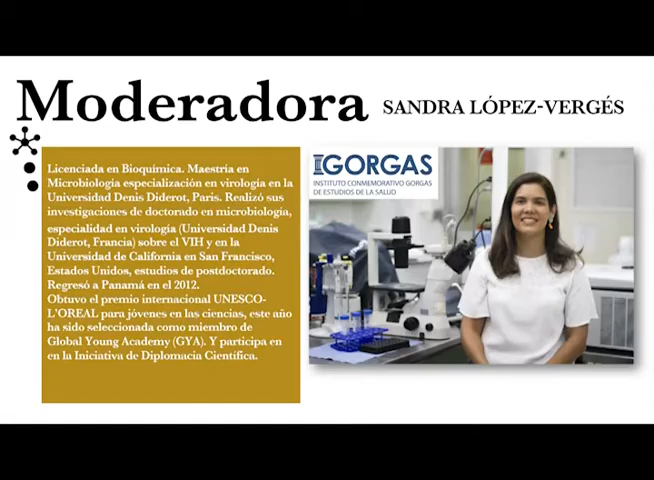 Moderadora
SANDRA LÓPEZ-VERGÉS
Licenciada en Bioquímica. Maestría en
Microbiología especialización en virología en la
Universidad Denis Diderot, Paris. Realizó sus
investigaciones de doctorado en microbiología,
especialidad en virología (Universidad Denis
Diderot, Francia) sobre el VIH y en la
Universidad de California en San Francisco,
Estados Unidos, estudios de postdoctorado.
Regresó a Panamá en el 2012.
Obtuvo el premio internacional UNESCO-
L'OREAL para jóvenes en las ciencias, este año
ha sido seleccionada como miembro de
Global Young Academy (GYA). Y participa en
en la Iniciativa de Diplomacia Científica.
GORGAS
INSTITUTO CONMEMORATIVO GORGAS
DE ESTUDIOS DE LA SALUD